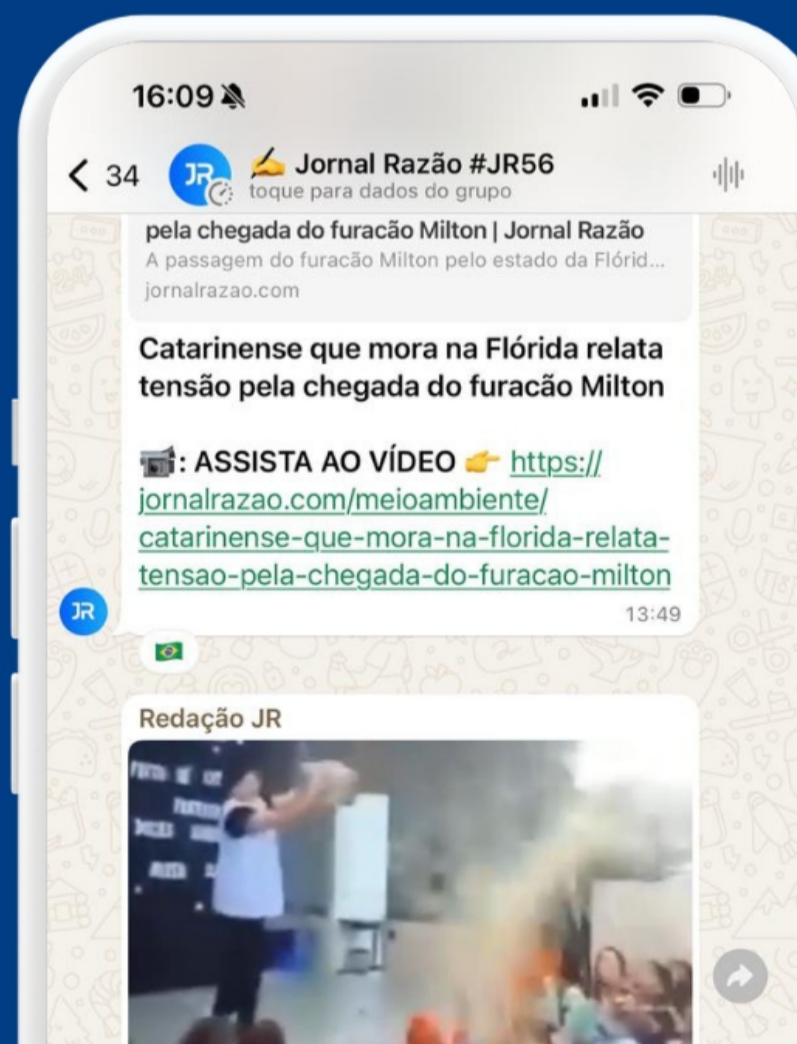 16:09
34
JR
✍️ Jornal Razão #JR56
toque para dados do grupo
pela chegada do furacão Milton | Jornal Razão
A passagem do furacão Milton pelo estado da Flórid...
jornalrazao.com
Catarinense que mora na Flórida relata
tensão pela chegada do furacão Milton
📹: ASSISTA AO VÍDEO 👉 https://
jornalrazao.com/meioambiente/
catarinense-que-mora-na-florida-relata-
tensao-pela-chegada-do-furacao-milton
13:49
JR
Redação JR